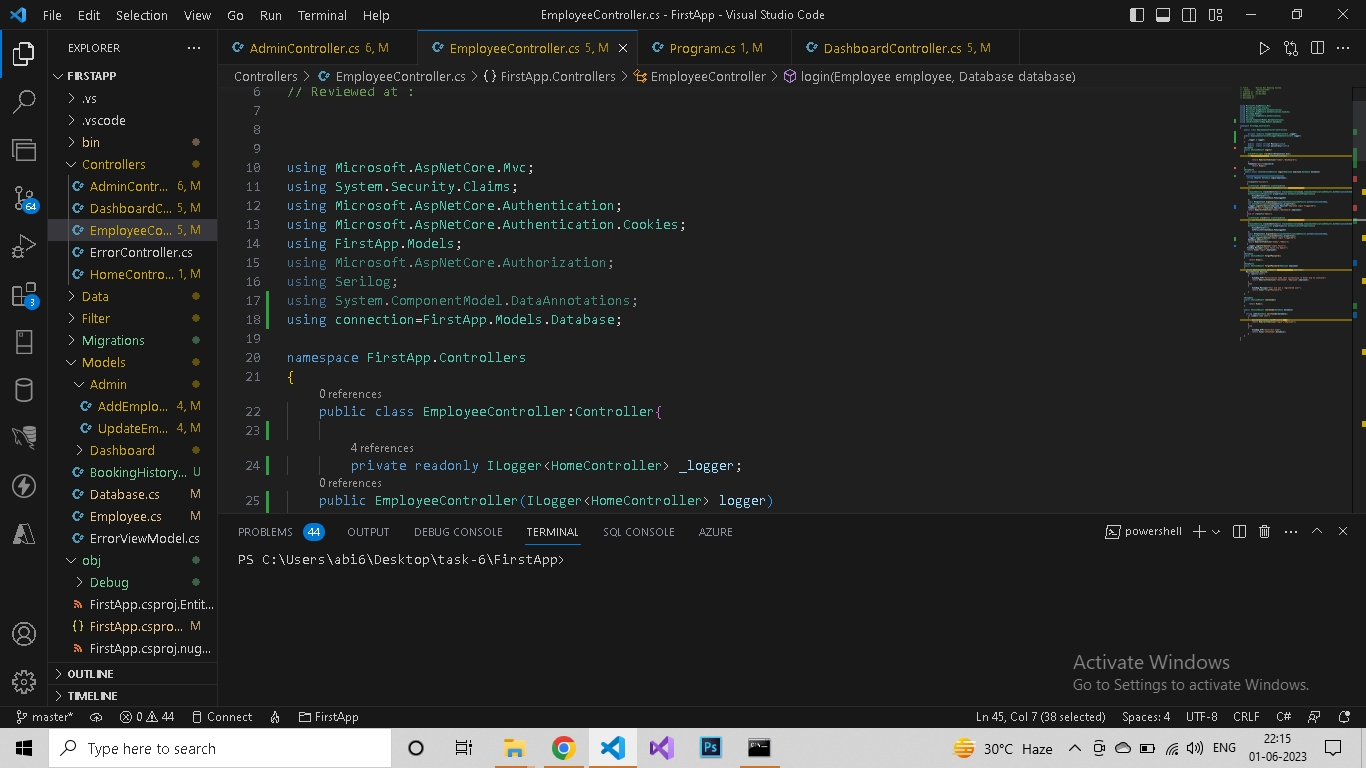 File Edit Selection View Go Run Terminal Help
EmployeeController.cs - FirstApp - Visual Studio Code
EXPLORER
FIRSTAPP
.vs
.vscode
bin
Controllers
AdminContr... 6, M
DashboardC... 5, M
EmployeeCo... 5, M
ErrorController.cs
HomeContro... 1, M
Data
Filter
Migrations
Models
Admin
AddEmplo... 4, M
UpdateEm... 4, M
Dashboard
BookingHistory... U
Database.cs M
Employee.cs M
ErrorViewModel.cs
obj
Debug
FirstApp.csproj.Entit...
{} FirstApp.cspro... M
FirstApp.csproj.nug...
OUTLINE
TIMELINE
64
3
AdminController.cs 6, M
EmployeeController.cs 5, M
Program.cs 1, M
DashboardController.cs 5, M
Controllers > EmployeeController.cs > {} FirstApp.Controllers > EmployeeController > login(Employee employee, Database database)
6 // Reviewed at :
7
8
9
10 using Microsoft.AspNetCore.Mvc;
11 using System.Security.Claims;
12 using Microsoft.AspNetCore.Authentication;
13 using Microsoft.AspNetCore.Authentication.Cookies;
14 using FirstApp.Models;
15 using Microsoft.AspNetCore.Authorization;
16 using Serilog;
17 using System.ComponentModel.DataAnnotations;
18 using connection=FirstApp.Models.Database;
19
20 namespace FirstApp.Controllers
21 {
0 references
22 public class EmployeeController:Controller{
23
4 references
24 private readonly ILogger<HomeController> _logger;
0 references
25 public EmployeeController(ILogger<HomeController> logger)
PROBLEMS 44 OUTPUT DEBUG CONSOLE TERMINAL SQL CONSOLE AZURE
powershell
PS C:\Users\abi6\Desktop\task-6\FirstApp>
Activate Windows
Go to Settings to activate Windows.
master* 0 44 Connect FirstApp
Ln 45, Col 7 (38 selected) Spaces: 4 UTF-8 CRLF C#
Type here to search
Ps
30°C Haze
ENG
22:15
01-06-2023